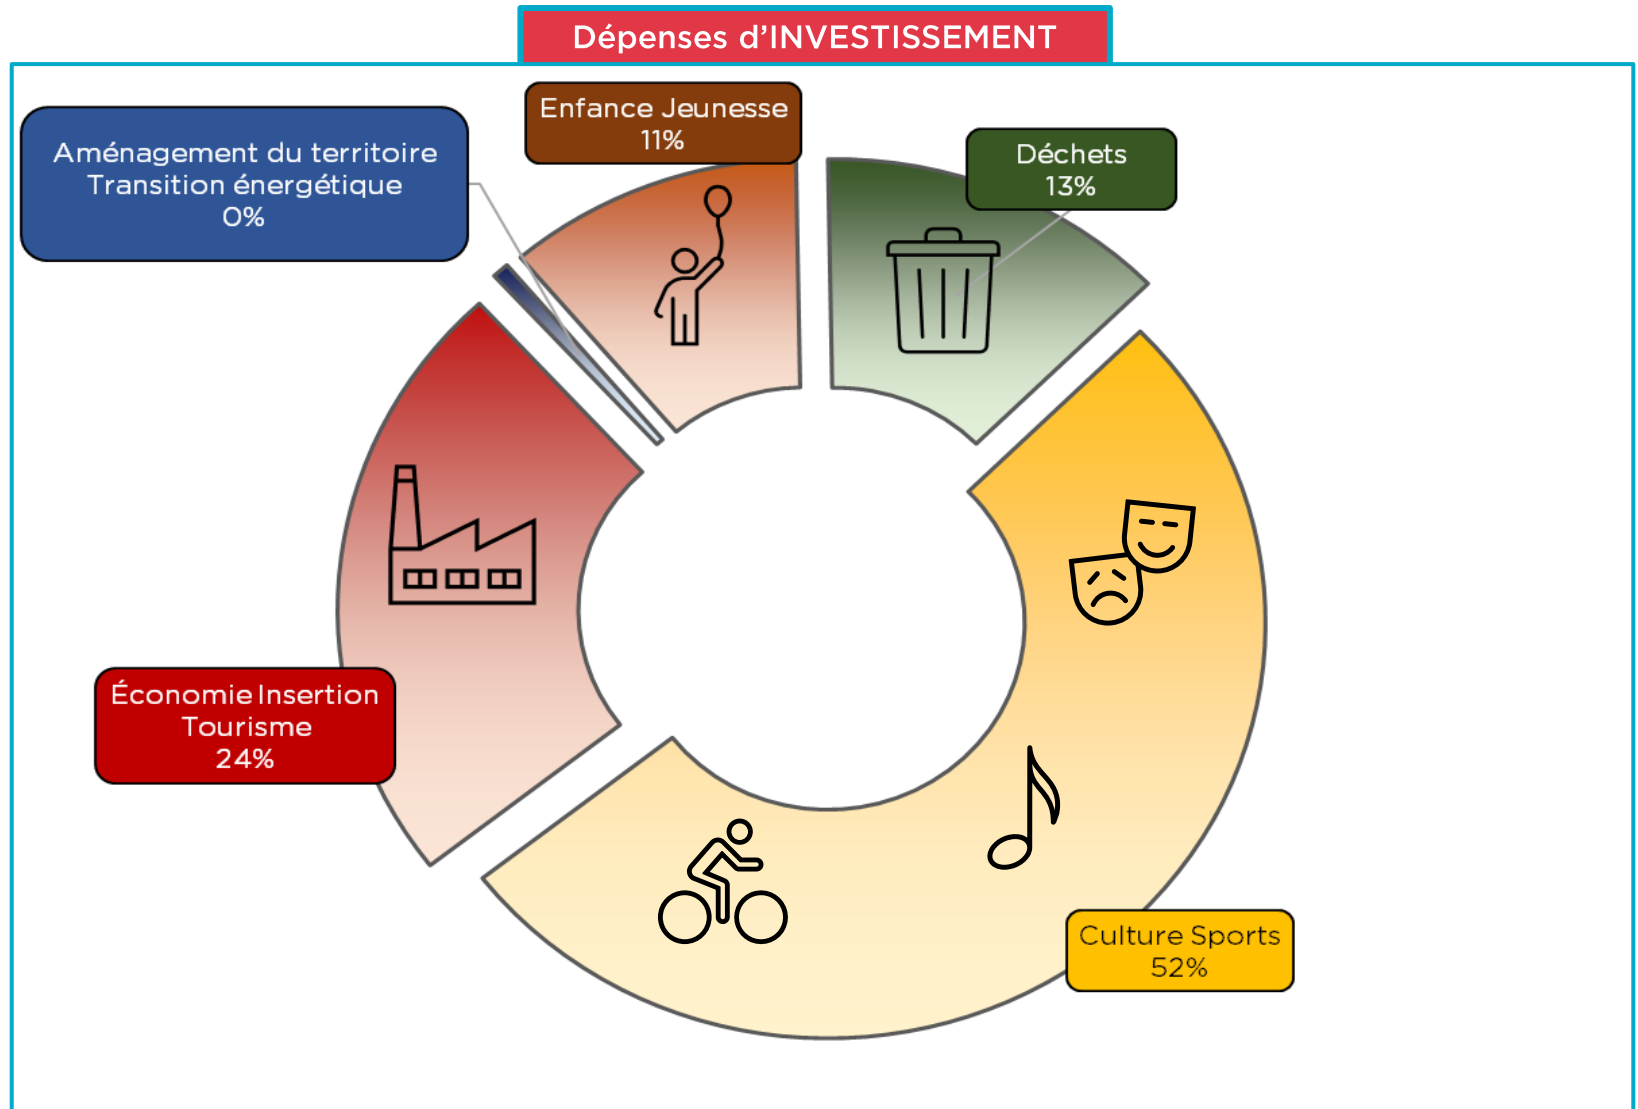 Dépenses d'INVESTISSEMENT
Enfance Jeunesse
11%
Aménagement du territoire
Transition énergétique
0%
Déchets
13%
Économie Insertion
Tourisme
24%
Culture Sports
52%